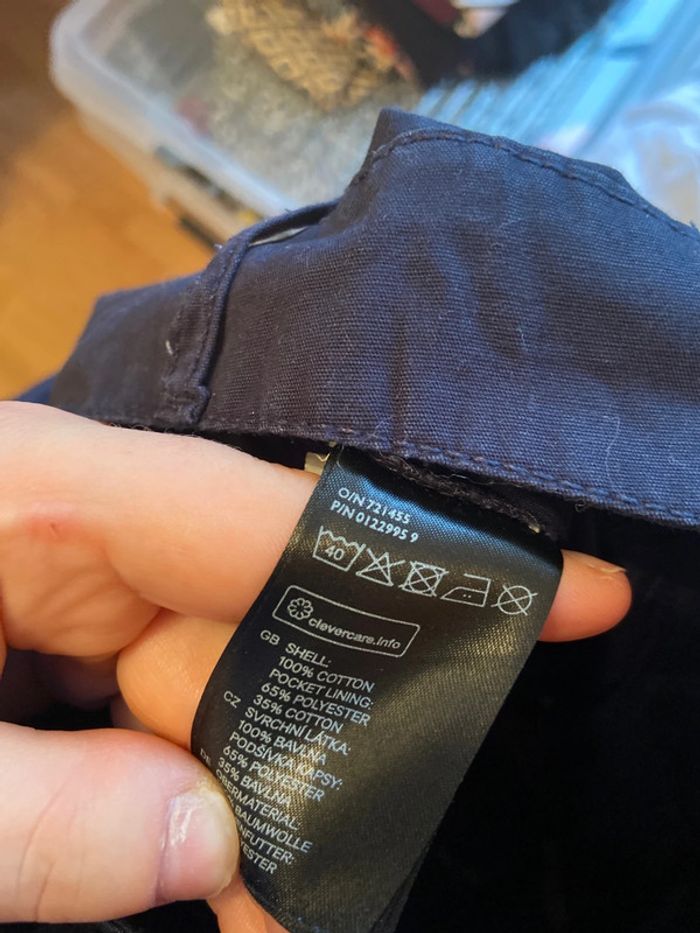 O/N 721455
P/N 0122995 9
40
clevercare.info
GB SHELL:
100% COTTON
POCKET LINING:
65% POLYESTER
35% COTTON
CZ SVRCHNÍ LÁTKA:
100% BAVLNA
PODŠÍVKA KAPSY:
65% POLYESTER
35% BAVLNA
OBERMATERIAL:
BAUMWOLLE
NFUTTER:
YESTER